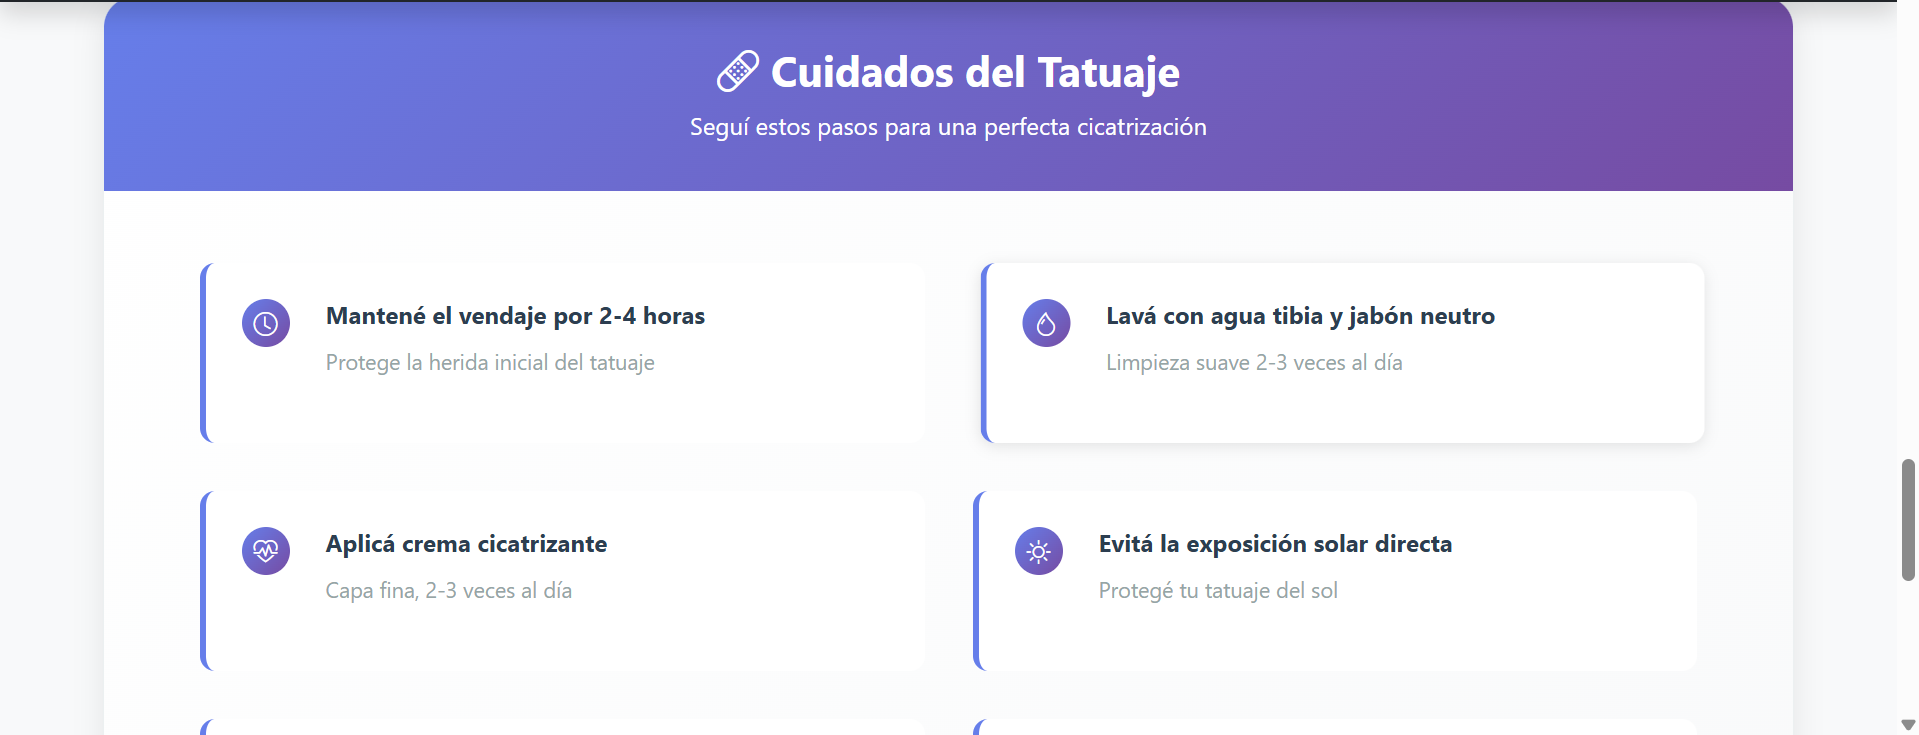 Cuidados del Tatuaje
Seguí estos pasos para una perfecta cicatrización
Mantené el vendaje por 2-4 horas
Protege la herida inicial del tatuaje
Lavá con agua tibia y jabón neutro
Limpieza suave 2-3 veces al día
Aplicá crema cicatrizante
Capa fina, 2-3 veces al día
Evitá la exposición solar directa
Protegé tu tatuaje del sol